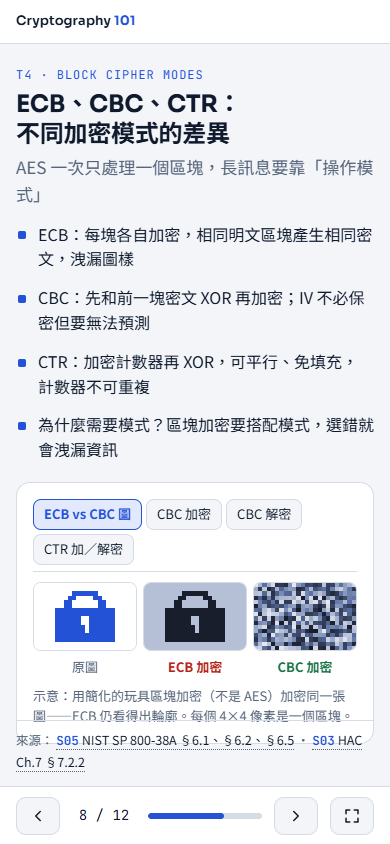 Cryptography 101
T4 · BLOCK CIPHER MODES
ECB、CBC、CTR：
不同加密模式的差異
AES 一次只處理一個區塊，長訊息要靠「操作模
式」
ECB：每塊各自加密，相同明文區塊產生相同密
文，洩漏圖樣
CBC：先和前一塊密文 XOR 再加密；IV 不必保
密但要無法預測
CTR：加密計數器再 XOR，可平行、免填充，
計數器不可重複
為什麼需要模式？區塊加密要搭配模式，選錯就
會洩漏資訊
ECB vs CBC 圖
CBC 加密
CBC 解密
CTR 加／解密
原圖
ECB 加密
CBC 加密
示意：用簡化的玩具區塊加密（不是 AES）加密同一張
圖——ECB 仍看得出輪廓。每個 4×4 像素是一個區塊。
來源： S05 NIST SP 800-38A §6.1、§6.2、§6.5 · S03 HAC
Ch.7 §7.2.2
8 / 12